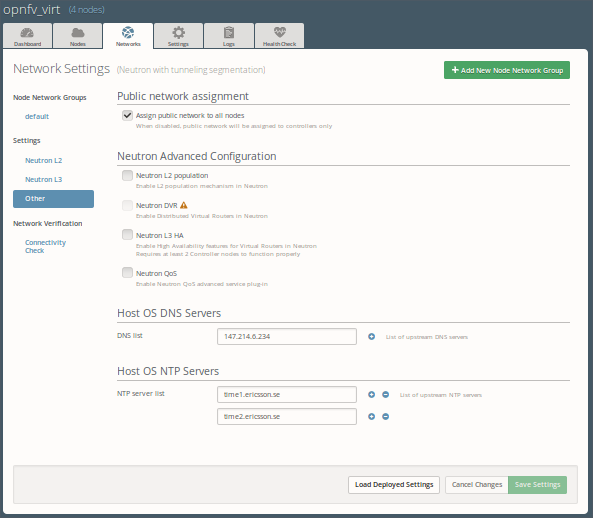 opnfv_virt (4 nodes)
Dashboard Nodes Networks Settings Logs Health Check
Network Settings (Neutron with tunneling segmentation)
+ Add New Node Network Group
Node Network Groups
default
Settings
Neutron L2
Neutron L3
Other
Network Verification
Connectivity
Check
Public network assignment
Assign public network to all nodes
When disabled, public network will be assigned to controllers only
Neutron Advanced Configuration
Neutron L2 population
Enable L2 population mechanism in Neutron
Neutron DVR
Enable Distributed Virtual Routers in Neutron
Neutron L3 HA
Enable High Availability features for Virtual Routers in Neutron
Requires at least 2 Controller nodes to function properly
Neutron QoS
Enable Neutron QoS advanced service plug-in
Host OS DNS Servers
DNS list 147.214.6.234 List of upstream DNS servers
Host OS NTP Servers
NTP server list time1.ericsson.se List of upstream NTP servers
time2.ericsson.se
Load Deployed Settings Cancel Changes Save Settings